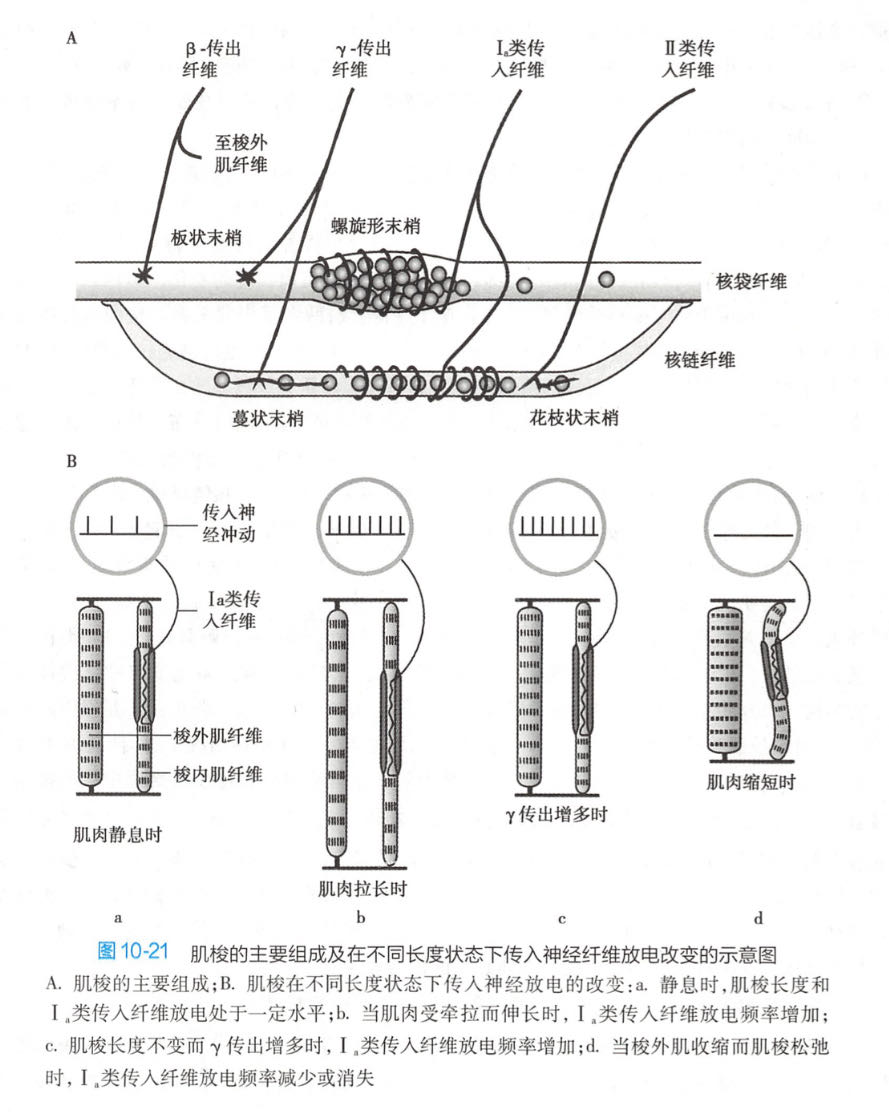 A
β-传出
纤维
γ-传出
纤维
Iₐ类传
入纤维
II类传
入纤维
至梭外
肌纤维
板状末梢
螺旋形末梢
核袋纤维
核链纤维
蔓状末梢
花枝状末梢
B
传入神
经冲动
Ia类传
入纤维
梭外肌纤维
梭内肌纤维
肌肉静息时
肌肉拉长时
γ传出增多时
肌肉缩短时
a
b
c
d
图10-21 肌梭的主要组成及在不同长度状态下传入神经纤维放电改变的示意图
A. 肌梭的主要组成;B. 肌梭在不同长度状态下传入神经放电的改变:a. 静息时,肌梭长度和
Iₐ类传入纤维放电处于一定水平;b. 当肌肉受牵拉而伸长时,Iₐ类传入纤维放电频率增加;
c. 肌梭长度不变而γ传出增多时,Iₐ类传入纤维放电频率增加;d. 当梭外肌收缩而肌梭松弛
时,Iₐ类传入纤维放电频率减少或消失